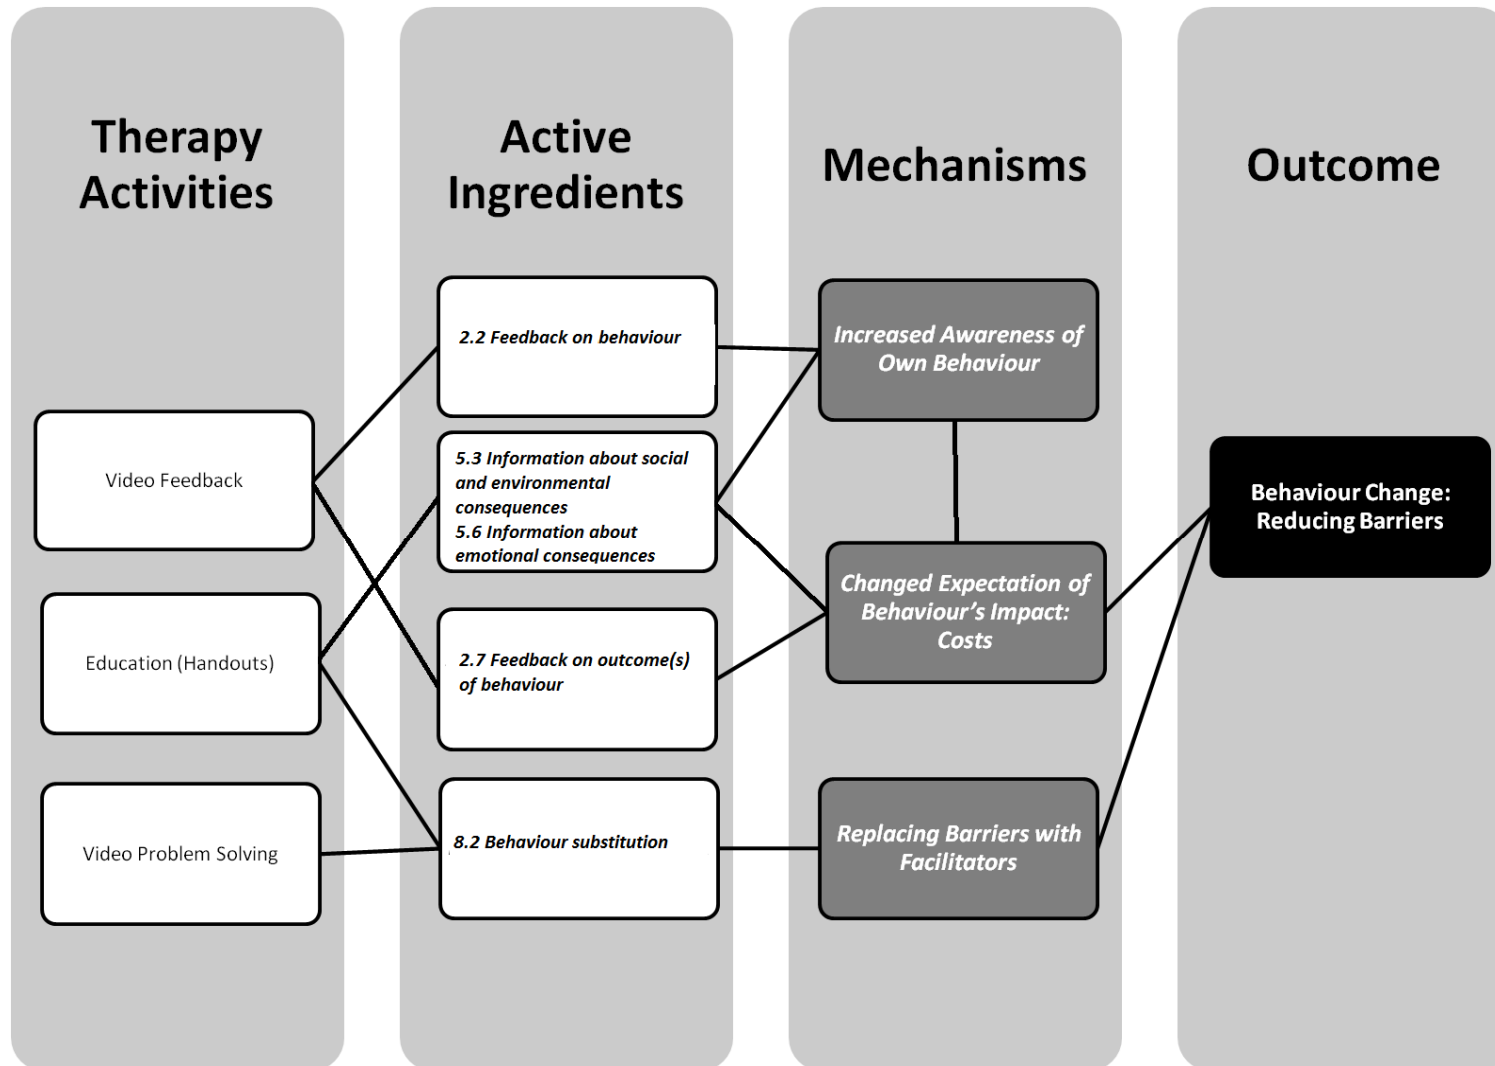 Therapy
Activities
Active
Ingredients
Mechanisms
Outcome
Video Feedback
Education (Handouts)
Video Problem Solving
2.2 Feedback on behaviour
5.3 Information about social
and environmental
consequences
5.6 Information about
emotional consequences
2.7 Feedback on outcome(s)
of behaviour
8.2 Behaviour substitution
Increased Awareness of
Own Behaviour
Changed Expectation of
Behaviour's Impact:
Costs
Replacing Barriers with
Facilitators
Behaviour Change:
Reducing Barriers